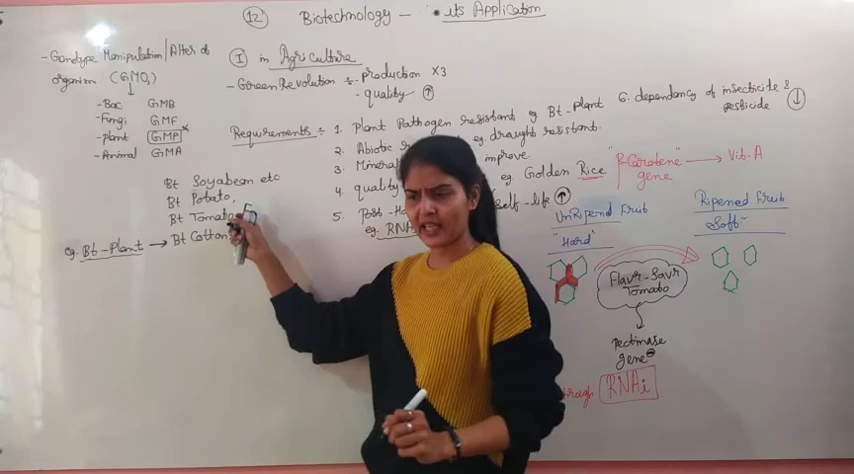 12 Biotechnology – • its Application
- Genotype Manipulation/Alter of
organism (GMO)
- Bac GMB
- Fungi GMF
- plant GMP
- Animal GMA
I in Agriculture
- Green Revolution ÷ - production X3
- quality ↑
Requirements ÷ 1. Plant Pathogen resistant eg Bt-Plant
2. Abiotic eg. draught resistant.
3. Mineral improve.
4. quality eg. Golden Rice "β-Carotene" gene → Vit-A
5. Post-Ha self-life ↑
eg. RNA
6. dependency of insecticide & pesticide ↓
Bt Soyabean etc
Bt Potato,
Bt Tomato
eg. Bt-Plant → Bt Cotton
UnRipend Fruit
"Hard"
Ripened Fruit
Soft
Flavr-Savr
Tomato
Pectinase
gene ⊖
through RNAi